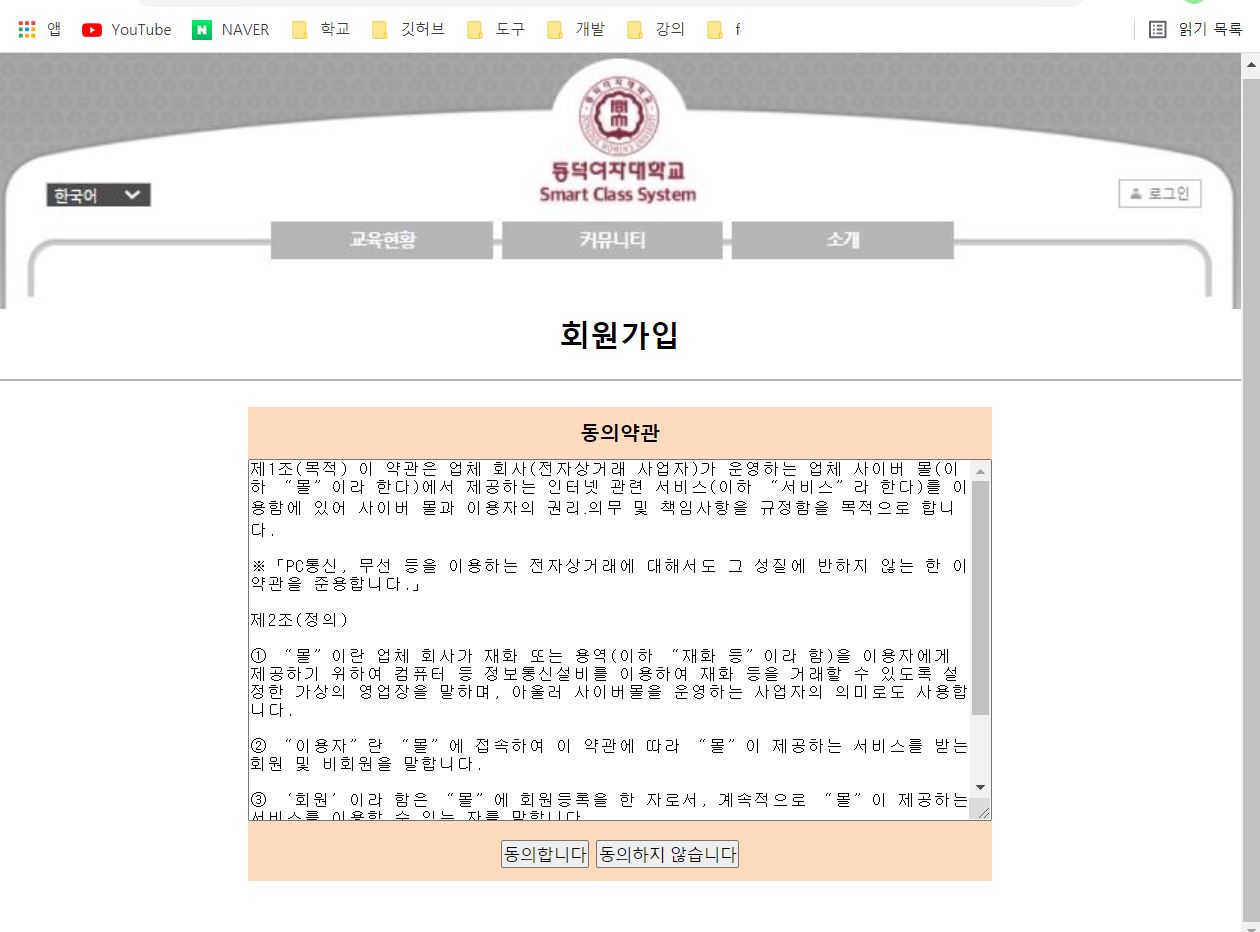 앱 YouTube NAVER 학교 깃허브 도구 개발 강의 f 읽기 목록
동덕여자대학교
Smart Class System
한국어
로그인
교육현황 커뮤니티 소개
회원가입
동의약관
제1조(목적) 이 약관은 업체 회사(전자상거래 사업자)가 운영하는 업체 사이버 몰(이
하 “몰”이라 한다)에서 제공하는 인터넷 관련 서비스(이하 “서비스”라 한다)를 이
용함에 있어 사이버 몰과 이용자의 권리.의무 및 책임사항을 규정함을 목적으로 합니
다.
※「PC통신, 무선 등을 이용하는 전자상거래에 대해서도 그 성질에 반하지 않는 한 이
약관을 준용합니다.」
제2조(정의)
① “몰”이란 업체 회사가 재화 또는 용역(이하 “재화 등”이라 함)을 이용자에게
제공하기 위하여 컴퓨터 등 정보통신설비를 이용하여 재화 등을 거래할 수 있도록 설
정한 가상의 영업장을 말하며, 아울러 사이버몰을 운영하는 사업자의 의미로도 사용합
니다.
② “이용자”란 “몰”에 접속하여 이 약관에 따라 “몰”이 제공하는 서비스를 받는
회원 및 비회원을 말합니다.
③ ‘회원’이라 함은 “몰”에 회원등록을 한 자로서, 계속적으로 “몰”이 제공하는
서비스를 이용할 수 있는 자를 말합니다.
동의합니다 동의하지 않습니다